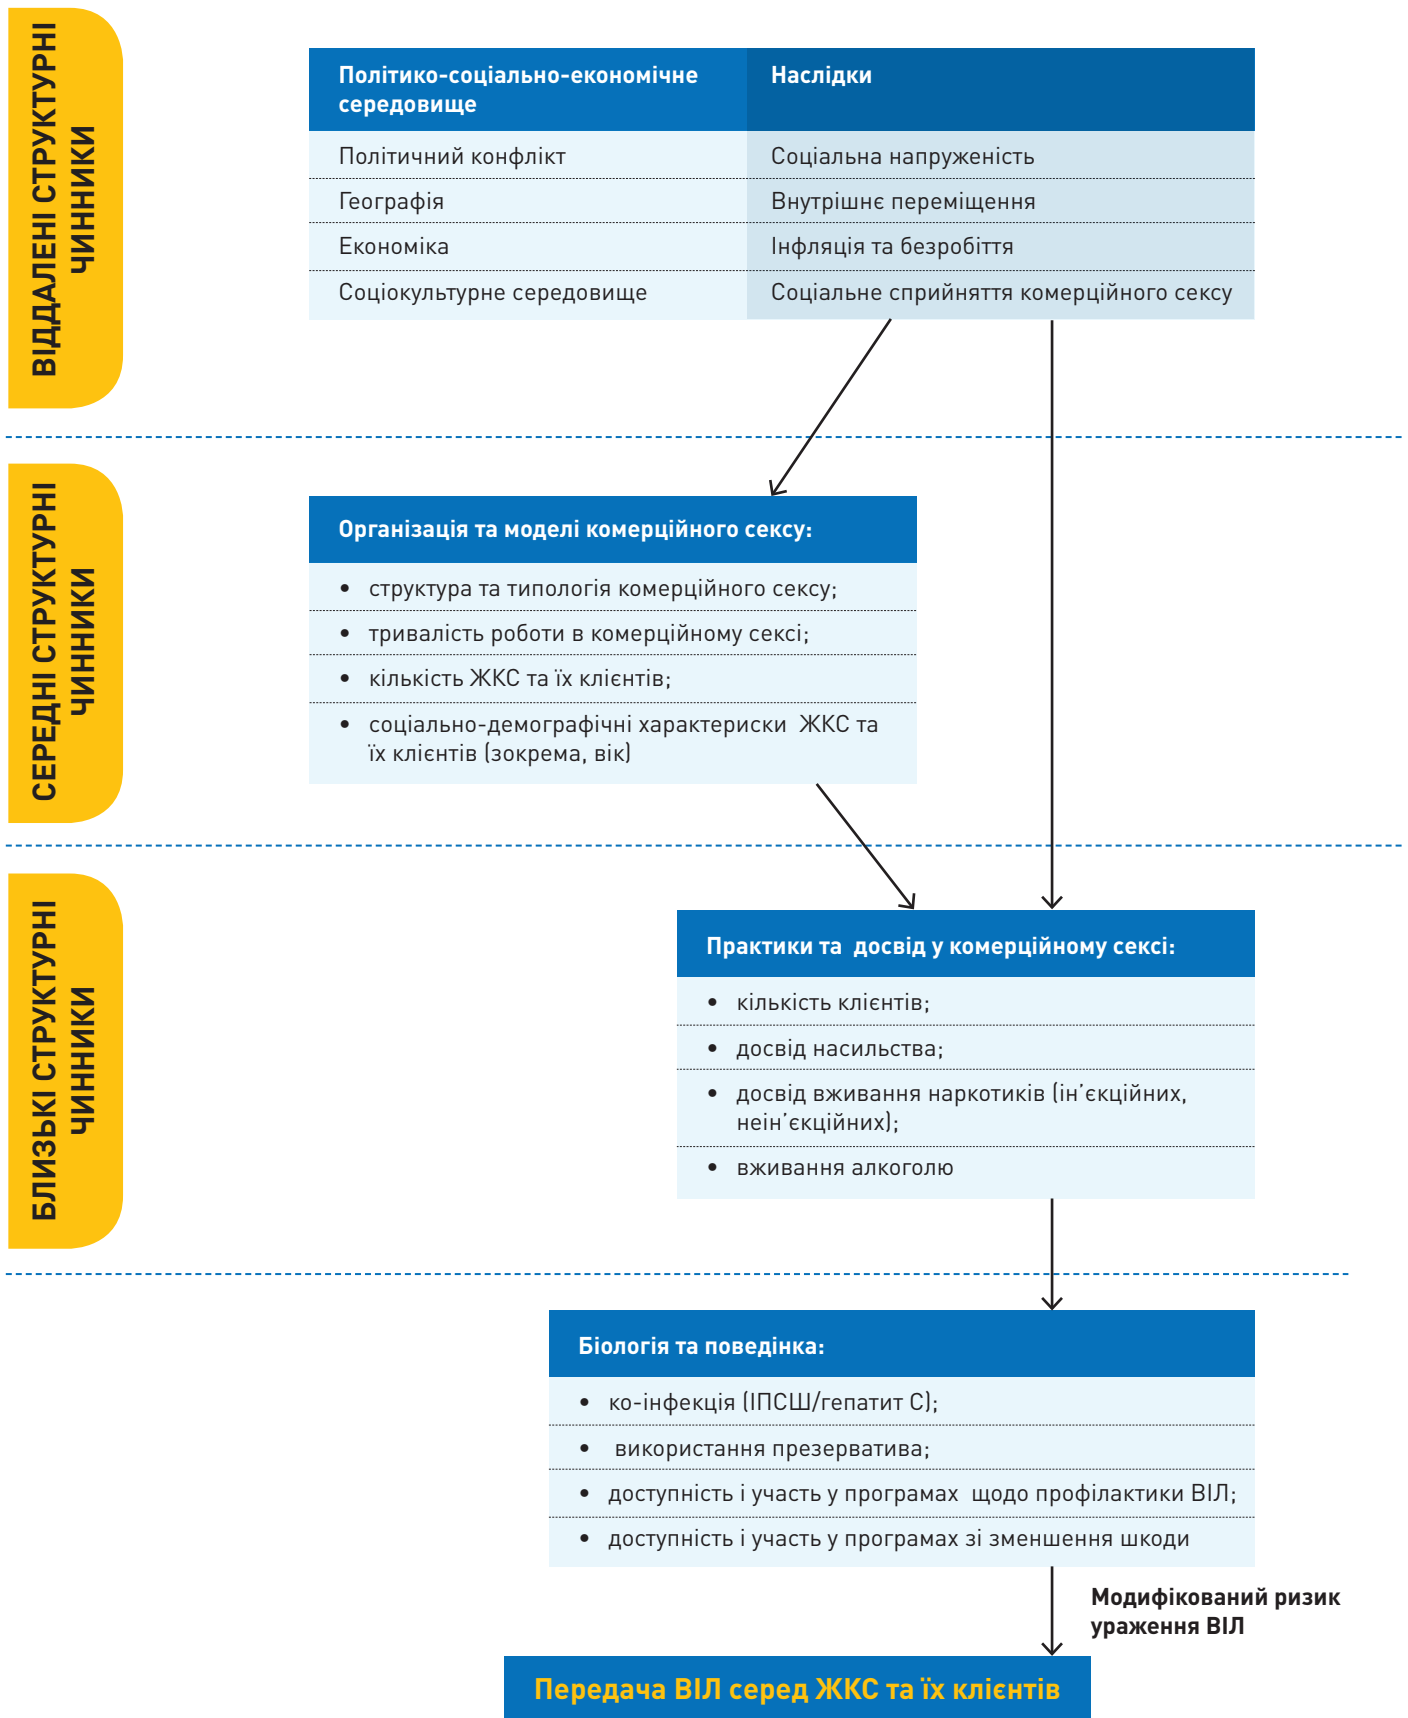 ВІДДАЛЕНІ СТРУКТУРНІ
ЧИННИКИ
Політико-соціально-економічне
середовище
Наслідки
Політичний конфлікт
Соціальна напруженість
Географія
Внутрішнє переміщення
Економіка
Інфляція та безробіття
Соціокультурне середовище
Соціальне сприйняття комерційного сексу
СЕРЕДНІ СТРУКТУРНІ
ЧИННИКИ
Організація та моделі комерційного сексу:
• структура та типологія комерційного сексу;
• тривалість роботи в комерційному сексі;
• кількість ЖКС та їх клієнтів;
• соціально-демографічні характериски ЖКС та
їх клієнтів (зокрема, вік)
БЛИЗЬКІ СТРУКТУРНІ
ЧИННИКИ
Практики та досвід у комерційному сексі:
• кількість клієнтів;
• досвід насильства;
• досвід вживання наркотиків (ін’єкційних,
неін’єкційних);
• вживання алкоголю
Біологія та поведінка:
• ко-інфекція (ІПСШ/гепатит С);
• використання презерватива;
• доступність і участь у програмах щодо профілактики ВІЛ;
• доступність і участь у програмах зі зменшення шкоди
Модифікований ризик
ураження ВІЛ
Передача ВІЛ серед ЖКС та їх клієнтів